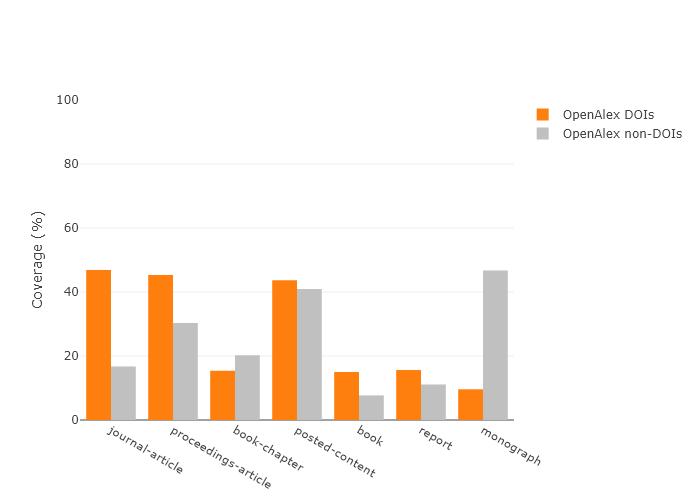 100
80
60
40
20
0
Coverage (%)
OpenAlex DOIs
OpenAlex non-DOIs
journal-article
proceedings-article
book-chapter
posted-content
book
report
monograph